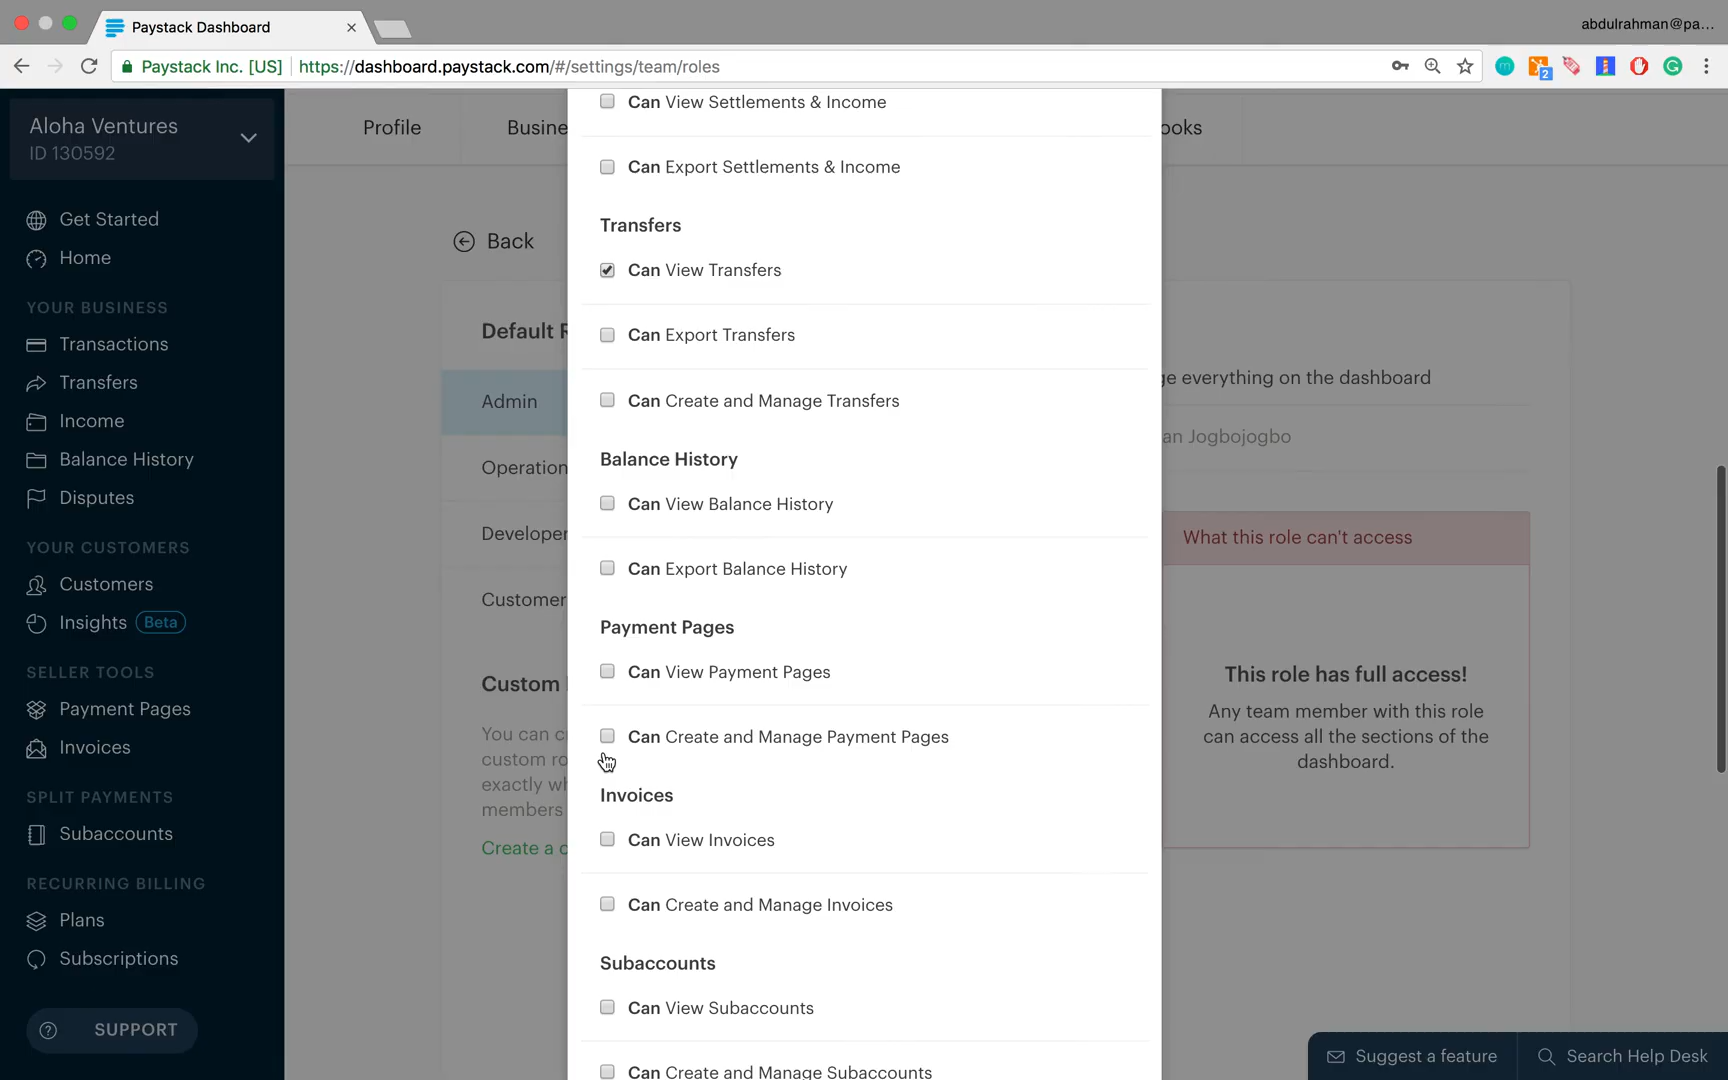 Paystack Dashboard
abdulrahman@pa...
Paystack Inc. [US]
https://dashboard.paystack.com/#/settings/team/roles
2
Aloha Ventures
ID 130592
Get Started
Home
YOUR BUSINESS
Transactions
Transfers
Income
Balance History
Disputes
YOUR CUSTOMERS
Customers
Insights Beta
SELLER TOOLS
Payment Pages
Invoices
SPLIT PAYMENTS
Subaccounts
RECURRING BILLING
Plans
Subscriptions
SUPPORT
Profile
Busine
ooks
Back
Default R
Admin
Operation
Developer
Customer
Custom
You can c
custom ro
exactly w
members
Create a c
Can View Settlements & Income
Can Export Settlements & Income
Transfers
Can View Transfers
Can Export Transfers
Can Create and Manage Transfers
Balance History
Can View Balance History
Can Export Balance History
Payment Pages
Can View Payment Pages
Can Create and Manage Payment Pages
Invoices
Can View Invoices
Can Create and Manage Invoices
Subaccounts
Can View Subaccounts
Can Create and Manage Subaccounts
ge everything on the dashboard
an Jogbojogbo
What this role can't access
This role has full access!
Any team member with this role
can access all the sections of the
dashboard.
Suggest a feature
Search Help Desk